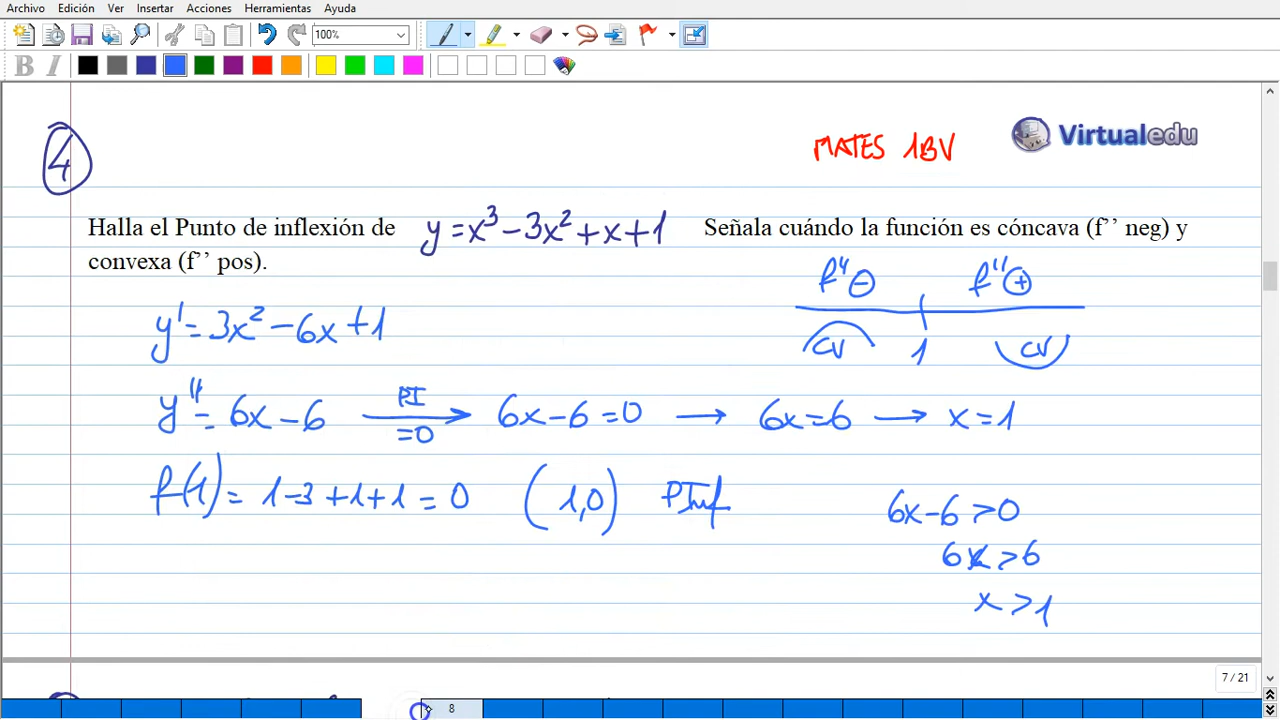 Archivo Edición Ver Insertar Acciones Herramientas Ayuda
100%
B I
4
MATES 1BV
Virtualedu
Halla el Punto de inflexión de y = x³ - 3x² + x + 1 Señala cuándo la función es cóncava (f’’ neg) y
convexa (f’’ pos).
f'' ⊖ f'' ⊕
y' = 3x² - 6x + 1
CV 1 CV
y'' = 6x - 6 PI =0 → 6x - 6 = 0 → 6x = 6 → x = 1
f(1) = 1 - 3 + 1 + 1 = 0 (1,0) PInf
6x - 6 > 0
6x > 6
x > 1
7 / 21
8